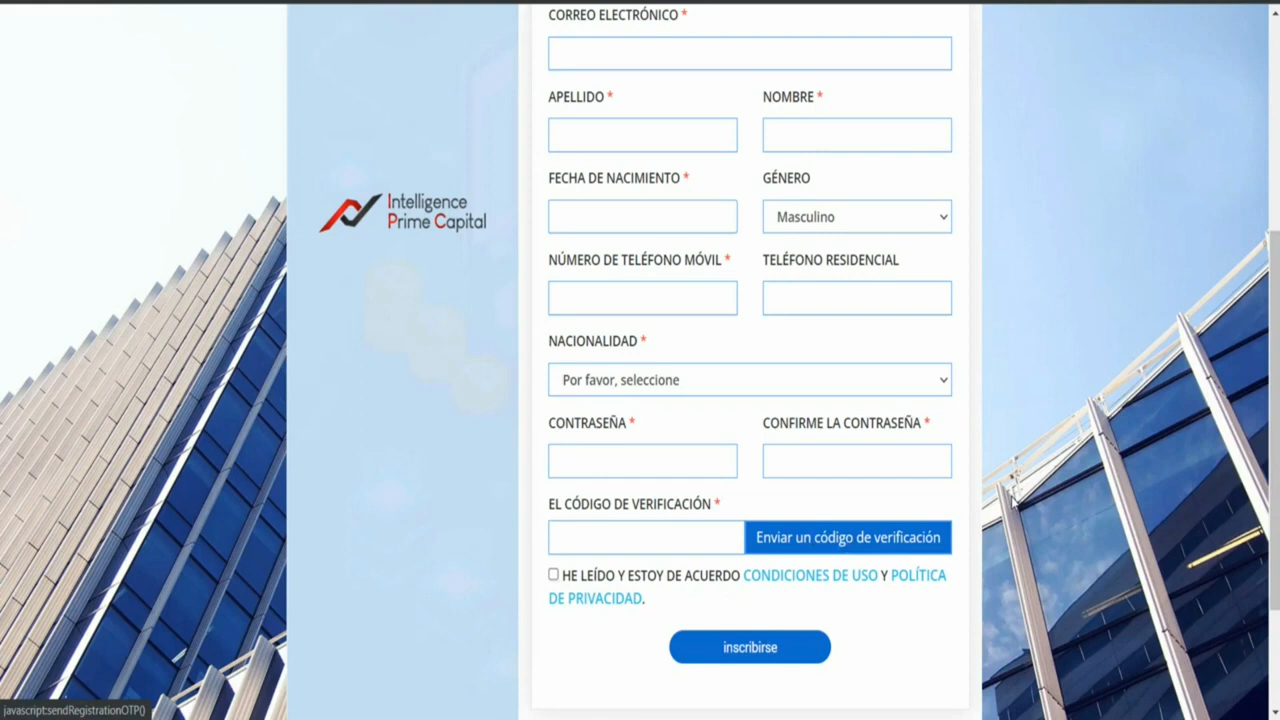 CORREO ELECTRÓNICO *
APELLIDO * NOMBRE *
FECHA DE NACIMIENTO * GÉNERO
Masculino
Intelligence
Prime Capital
NÚMERO DE TELÉFONO MÓVIL * TELÉFONO RESIDENCIAL
NACIONALIDAD *
Por favor, seleccione
CONTRASEÑA * CONFIRME LA CONTRASEÑA *
EL CÓDIGO DE VERIFICACIÓN *
Enviar un código de verificación
HE LEÍDO Y ESTOY DE ACUERDO CONDICIONES DE USO Y POLÍTICA
DE PRIVACIDAD.
inscribirse
javascript:sendRegistrationOTP()